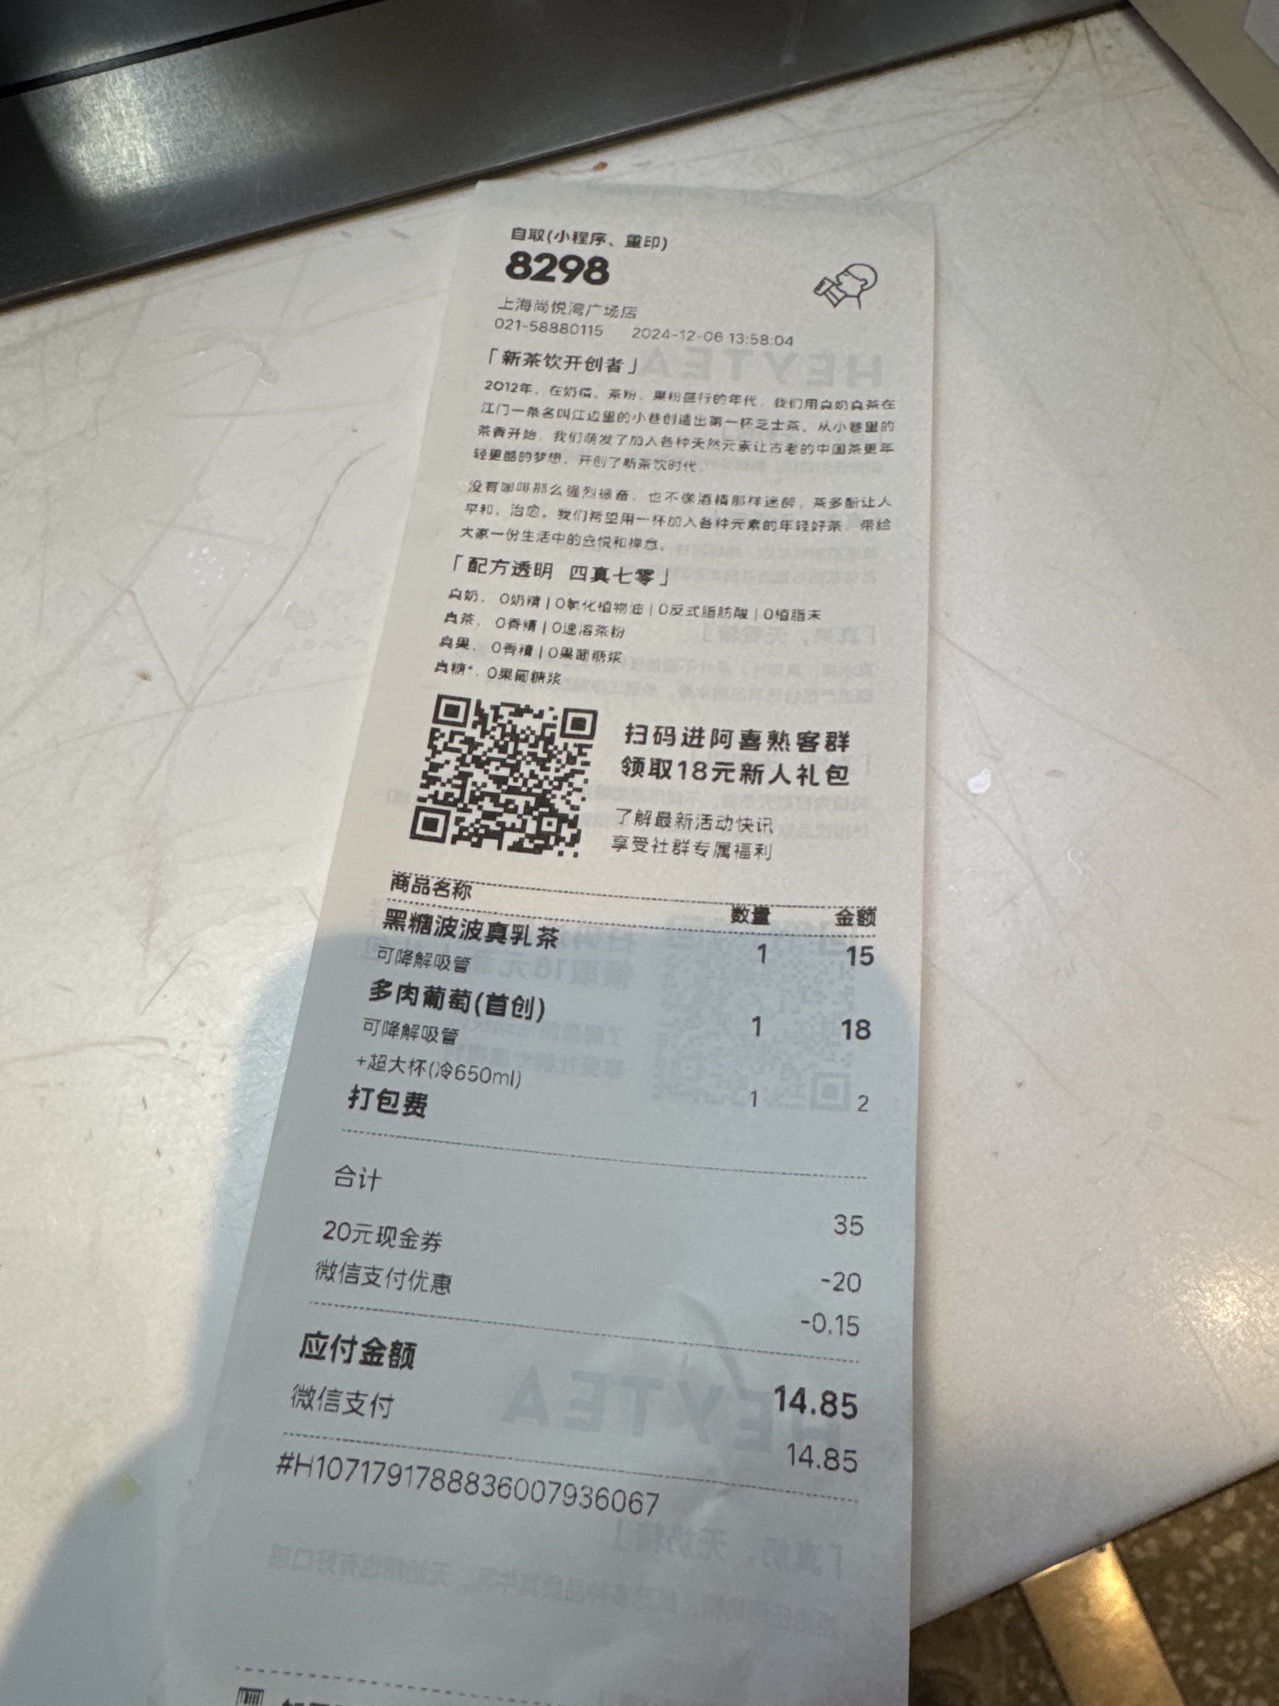 自取(小程序、重印)
8298
上海尚悦湾广场店
021-58880115 2024-12-06 13:58:04
「新茶饮开创者」
2012年，在奶精、茶粉、果粉盛行的年代，我们用真奶真茶在
江门一条名叫江边里的小巷创造出第一杯芝士茶。从小巷里的
茶香开始，我们萌发了加入各种天然元素让古老的中国茶更年
轻更酷的梦想，开创了新茶饮时代。
没有咖啡那么强烈振奋，也不像酒精那样迷醉，茶多酚让人
平和、治愈。我们希望用一杯加入各种元素的年轻好茶，带给
大家一份生活中的喜悦和禅意。
「配方透明 四真七零」
真奶，0奶精 | 0氢化植物油 | 0反式脂肪酸 | 0植脂末
真茶，0香精 | 0速溶茶粉
真果，0香精 | 0果葡糖浆
真糖*，0果葡糖浆
扫码进阿喜熟客群
领取18元新人礼包
了解最新活动快讯
享受社群专属福利
商品名称 数量 金额
黑糖波波真乳茶 1 15
可降解吸管
多肉葡萄(首创) 1 18
可降解吸管
+超大杯(冷650ml)
打包费 1 2
合计 35
20元现金券 -20
微信支付优惠 -0.15
应付金额 14.85
微信支付 14.85
#H1071791788836007936067
HEYTEA
HEYTEA
「真奶，无奶精」